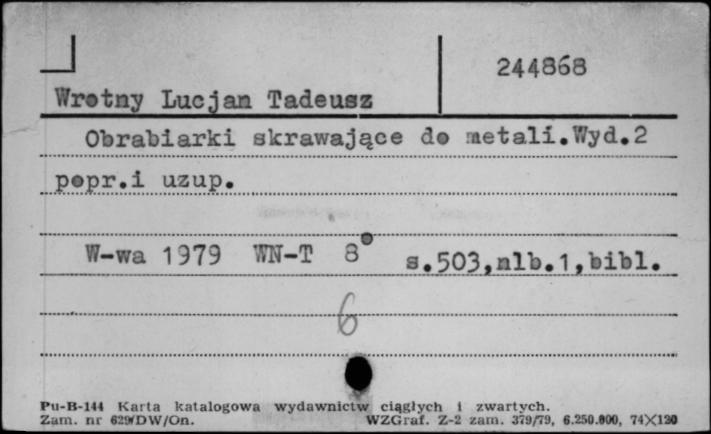 244868
Wrotny Lucjan Tadeusz
Obrabiarki skrawające do metali.Wyd.2
popr.i uzup.
W-wa 1979 WN-T 8° s.503,nlb.1,bibl.
6
Pu-B-144 Karta katalogowa wydawnictw ciągłych i zwartych.
Zam. nr 629/DW/On. WZGraf. Z-2 zam. 379/79, 6.250.000, 74X120